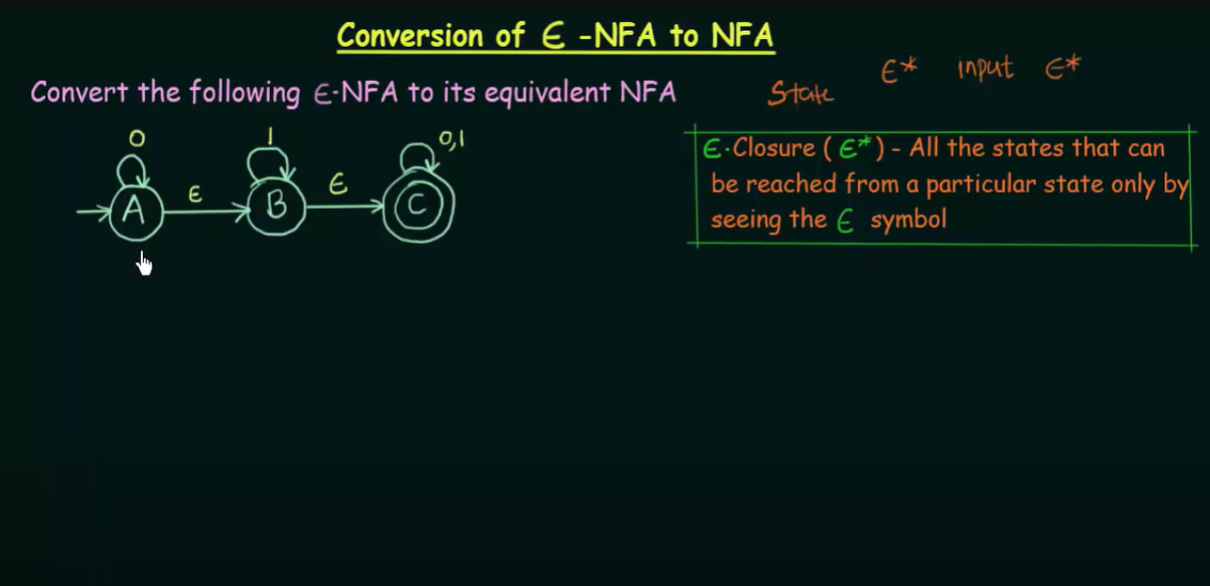 Conversion of ϵ -NFA to NFA
Convert the following ϵ-NFA to its equivalent NFA
State ϵ* input ϵ*
0 1 0,1
A ϵ B ϵ C
ϵ-Closure ( ϵ* ) - All the states that can
be reached from a particular state only by
seeing the ϵ symbol